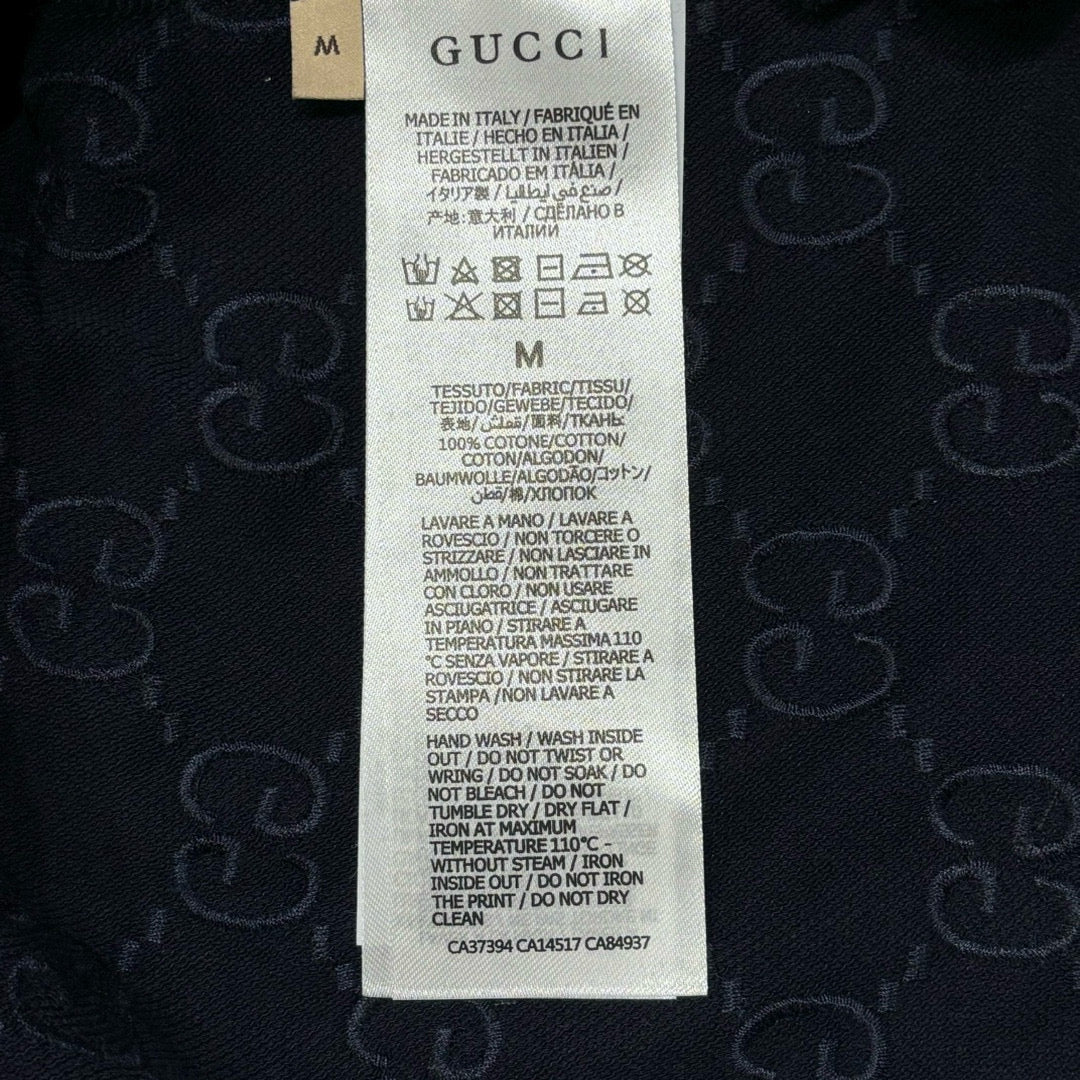 M
GUCCI
MADE IN ITALY / FABRIQUÉ EN
ITALIE / HECHO EN ITALIA /
HERGESTELLT IN ITALIEN /
FABRICADO EM ITÁLIA /
イタリア製 / صنع في ايطاليا /
产地:意大利 / СДЕЛАНО В
ИТАЛИИ
M
TESSUTO/FABRIC/TISSU/
TEJIDO/GEWEBE/TECIDO/
表地/قماش/面料/ТКАНЬ:
100% COTONE/COTTON/
COTON/ALGODON/
BAUMWOLLE/ALGODÃO/コットン/
قطن/棉/ХЛОПОК
LAVARE A MANO / LAVARE A
ROVESCIO / NON TORCERE O
STRIZZARE / NON LASCIARE IN
AMMOLLO / NON TRATTARE
CON CLORO / NON USARE
ASCIUGATRICE / ASCIUGARE
IN PIANO / STIRARE A
TEMPERATURA MASSIMA 110
°C SENZA VAPORE / STIRARE A
ROVESCIO / NON STIRARE LA
STAMPA /NON LAVARE A
SECCO
HAND WASH / WASH INSIDE
OUT / DO NOT TWIST OR
WRING / DO NOT SOAK / DO
NOT BLEACH / DO NOT
TUMBLE DRY / DRY FLAT /
IRON AT MAXIMUM
TEMPERATURE 110°C -
WITHOUT STEAM / IRON
INSIDE OUT / DO NOT IRON
THE PRINT / DO NOT DRY
CLEAN
CA37394 CA14517 CA84937